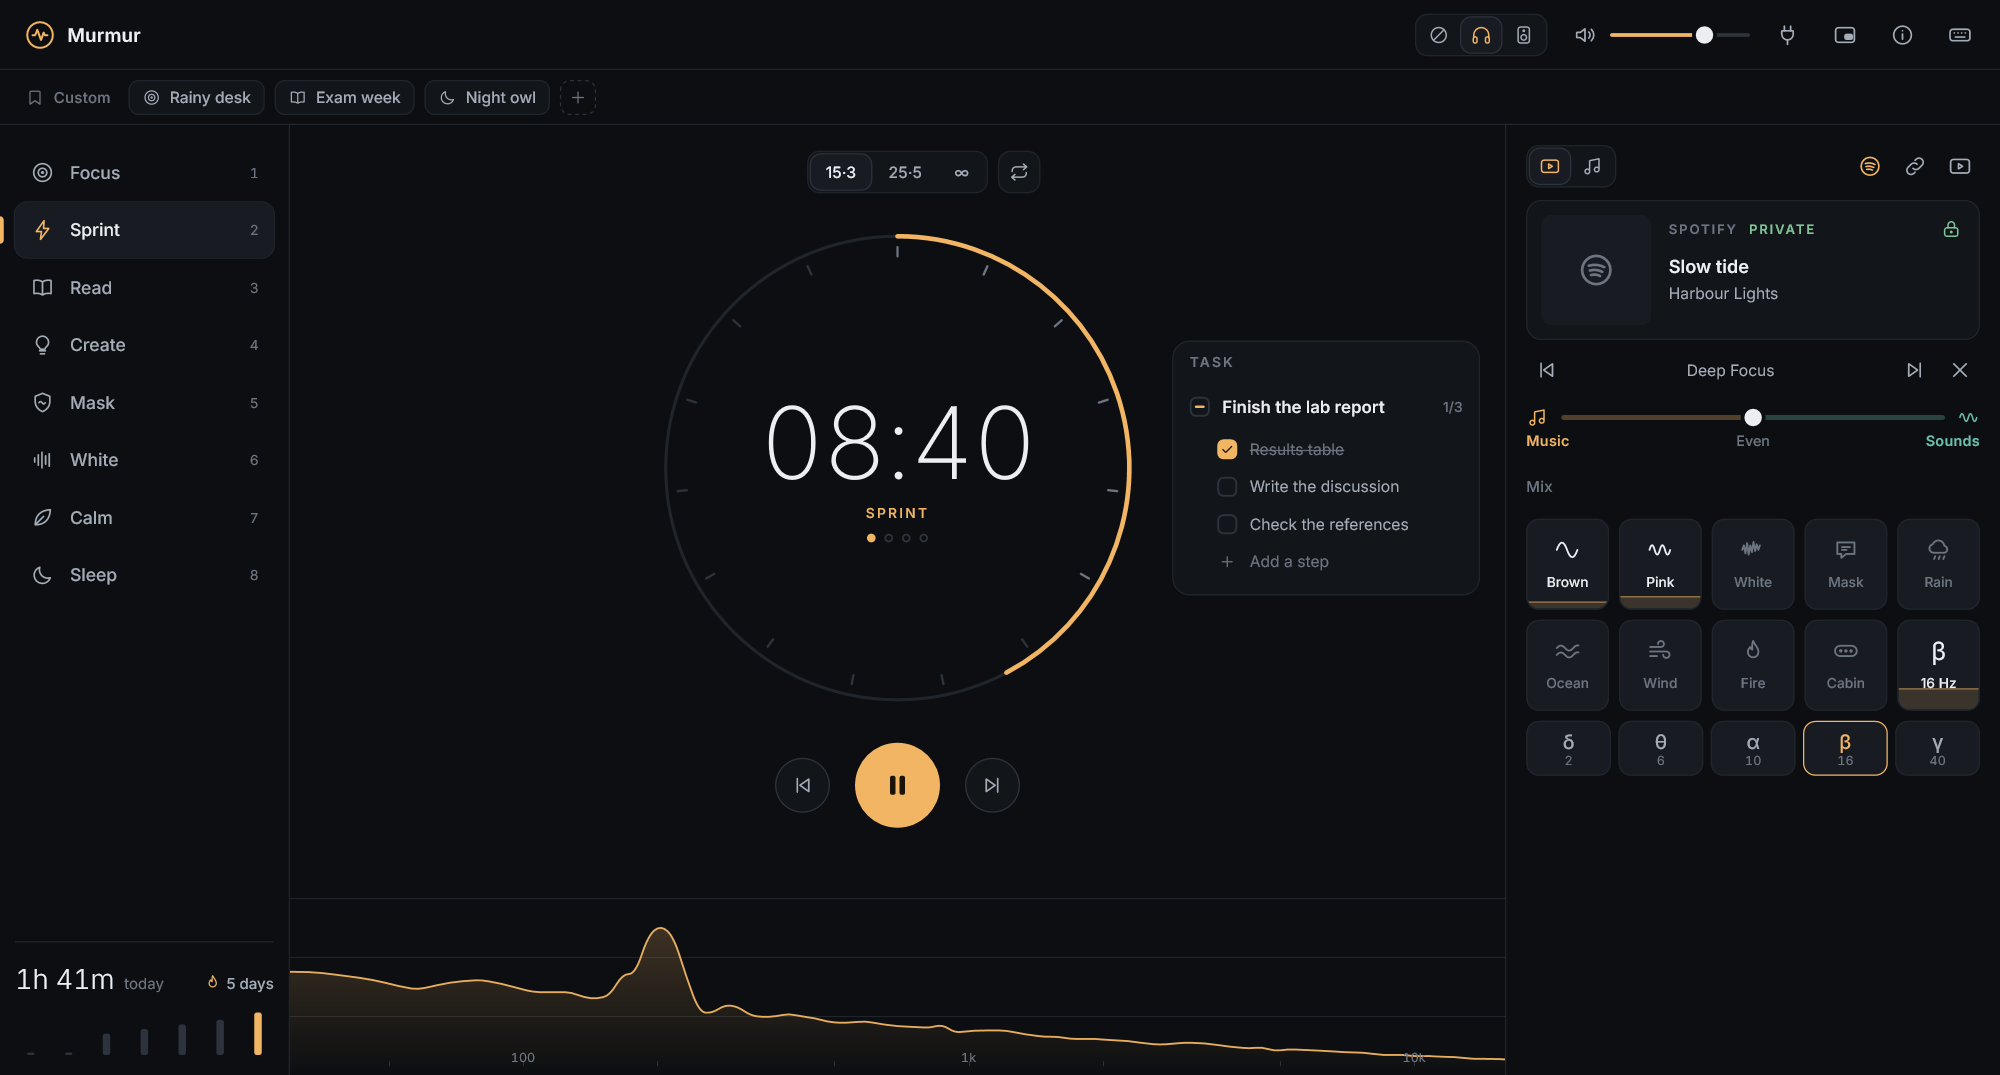 Murmur
Custom
Rainy desk
Exam week
Night owl
Focus 1
Sprint 2
Read 3
Create 4
Mask 5
White 6
Calm 7
Sleep 8
1h 41m today
5 days
15·3
25·5
∞
08:40
SPRINT
TASK
Finish the lab report 1/3
Results table
Write the discussion
Check the references
Add a step
100
1k
10k
SPOTIFY PRIVATE
Slow tide
Harbour Lights
Deep Focus
Music Even Sounds
Mix
Brown Pink White Mask Rain
β
Ocean Wind Fire Cabin 16 Hz
δ θ α β γ
2 6 10 16 40